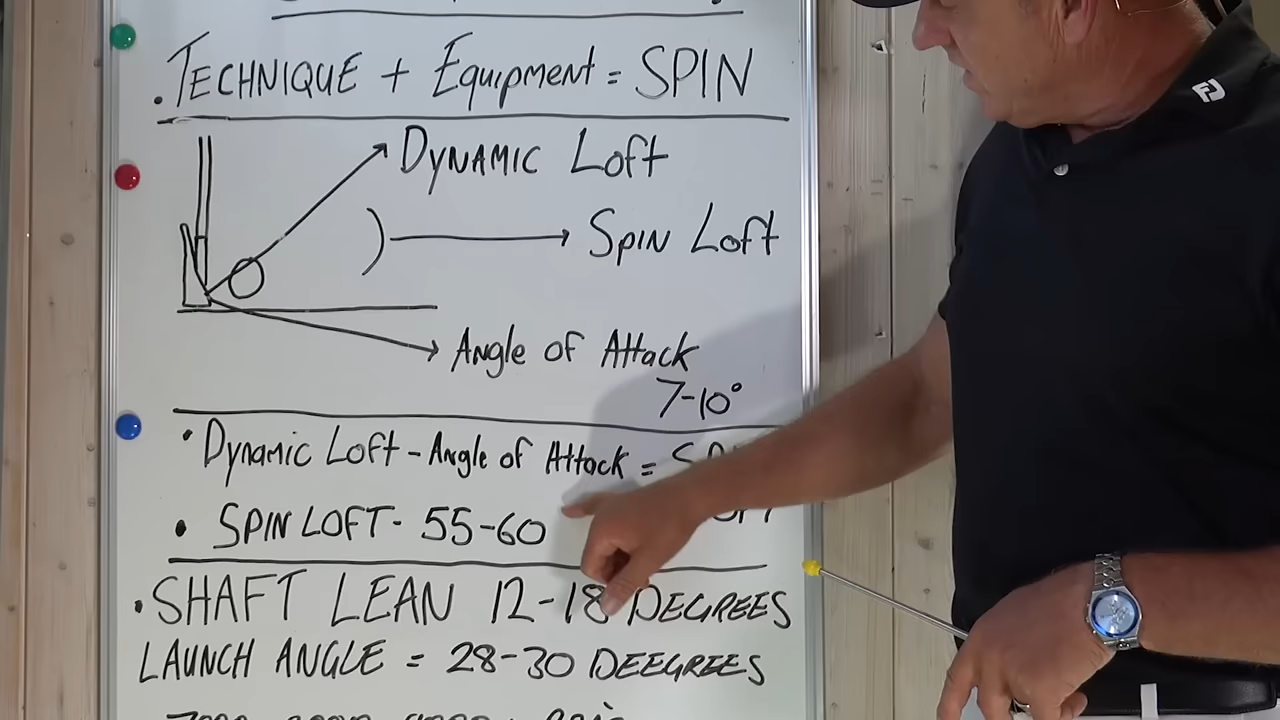 . TECHNIQUE + Equipment = SPIN
DYNAMIC LOFT
SPIN LOFT
Angle of Attack
7-10°
• Dynamic Loft - Angle of Attack =
• SPIN LOFT - 55-60
• SHAFT LEAN 12-18 DEGREES
LAUNCH ANGLE = 28-30 DEEGREES